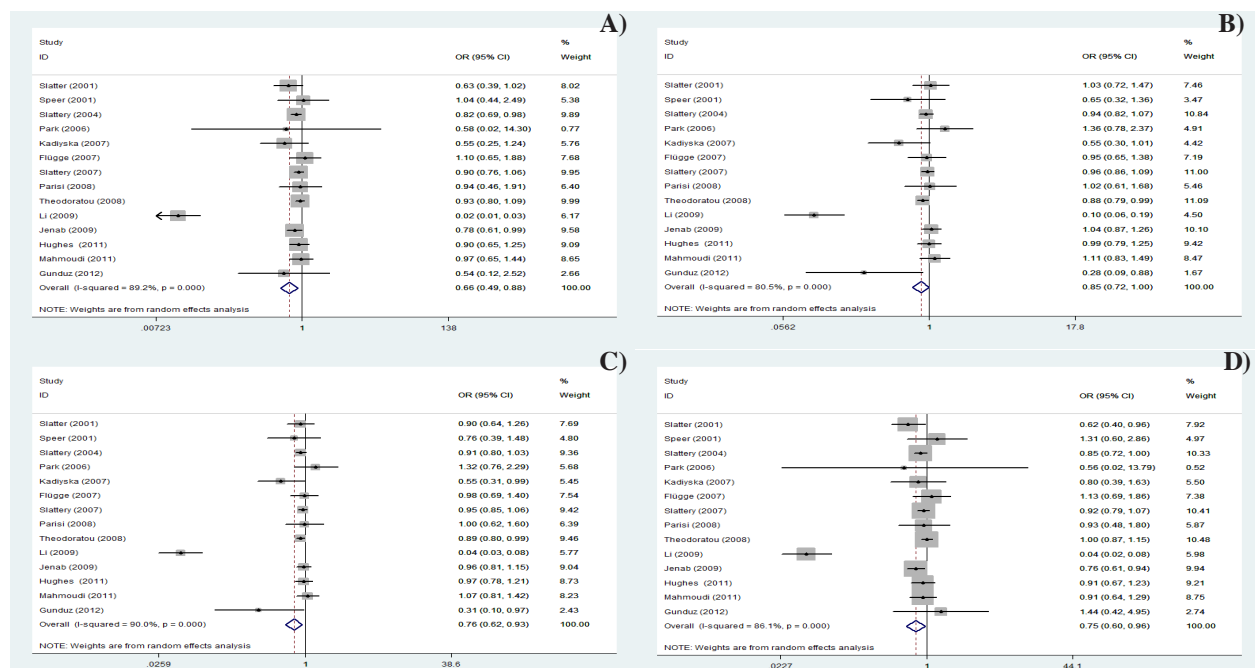 A)
Study %
ID OR (95% CI) Weight
Slatter (2001) 0.63 (0.39, 1.02) 8.02
Speer (2001) 1.04 (0.44, 2.49) 5.38
Slattery (2004) 0.82 (0.69, 0.98) 9.89
Park (2006) 0.58 (0.02, 14.30) 0.77
Kadiyska (2007) 0.55 (0.25, 1.24) 5.76
Flügge (2007) 1.10 (0.65, 1.88) 7.68
Slattery (2007) 0.90 (0.76, 1.06) 9.95
Parisi (2008) 0.94 (0.46, 1.91) 6.40
Theodoratou (2008) 0.93 (0.80, 1.09) 9.99
Li (2009) 0.02 (0.01, 0.03) 6.17
Jenab (2009) 0.78 (0.61, 0.99) 9.58
Hughes (2011) 0.90 (0.65, 1.25) 9.09
Mahmoudi (2011) 0.97 (0.65, 1.44) 8.65
Gunduz (2012) 0.54 (0.12, 2.52) 2.66
Overall (I-squared = 89.2%, p = 0.000) 0.66 (0.49, 0.88) 100.00
NOTE: Weights are from random effects analysis
.00723 1 138
B)
Study %
ID OR (95% CI) Weight
Slatter (2001) 1.03 (0.72, 1.47) 7.46
Speer (2001) 0.65 (0.32, 1.36) 3.47
Slattery (2004) 0.94 (0.82, 1.07) 10.84
Park (2006) 1.36 (0.78, 2.37) 4.91
Kadiyska (2007) 0.55 (0.30, 1.01) 4.42
Flügge (2007) 0.95 (0.65, 1.38) 7.19
Slattery (2007) 0.96 (0.86, 1.09) 11.00
Parisi (2008) 1.02 (0.61, 1.68) 5.46
Theodoratou (2008) 0.88 (0.79, 0.99) 11.09
Li (2009) 0.10 (0.06, 0.19) 4.50
Jenab (2009) 1.04 (0.87, 1.26) 10.10
Hughes (2011) 0.99 (0.79, 1.25) 9.42
Mahmoudi (2011) 1.11 (0.83, 1.49) 8.47
Gunduz (2012) 0.28 (0.09, 0.88) 1.67
Overall (I-squared = 80.5%, p = 0.000) 0.85 (0.72, 1.00) 100.00
NOTE: Weights are from random effects analysis
.0562 1 17.8
C)
Study %
ID OR (95% CI) Weight
Slatter (2001) 0.90 (0.64, 1.26) 7.69
Speer (2001) 0.76 (0.39, 1.48) 4.80
Slattery (2004) 0.91 (0.80, 1.03) 9.36
Park (2006) 1.32 (0.76, 2.29) 5.68
Kadiyska (2007) 0.55 (0.31, 0.99) 5.45
Flügge (2007) 0.98 (0.69, 1.40) 7.54
Slattery (2007) 0.95 (0.85, 1.06) 9.42
Parisi (2008) 1.00 (0.62, 1.60) 6.39
Theodoratou (2008) 0.89 (0.80, 0.99) 9.46
Li (2009) 0.04 (0.03, 0.08) 5.77
Jenab (2009) 0.96 (0.81, 1.15) 9.04
Hughes (2011) 0.97 (0.78, 1.21) 8.73
Mahmoudi (2011) 1.07 (0.81, 1.42) 8.23
Gunduz (2012) 0.31 (0.10, 0.97) 2.43
Overall (I-squared = 90.0%, p = 0.000) 0.76 (0.62, 0.93) 100.00
NOTE: Weights are from random effects analysis
.0259 1 38.6
D)
Study %
ID OR (95% CI) Weight
Slatter (2001) 0.62 (0.40, 0.96) 7.92
Speer (2001) 1.31 (0.60, 2.86) 4.97
Slattery (2004) 0.85 (0.72, 1.00) 10.33
Park (2006) 0.56 (0.02, 13.79) 0.52
Kadiyska (2007) 0.80 (0.39, 1.63) 5.50
Flügge (2007) 1.13 (0.69, 1.86) 7.38
Slattery (2007) 0.92 (0.79, 1.07) 10.41
Parisi (2008) 0.93 (0.48, 1.80) 5.87
Theodoratou (2008) 1.00 (0.87, 1.15) 10.48
Li (2009) 0.04 (0.02, 0.08) 5.98
Jenab (2009) 0.76 (0.61, 0.94) 9.94
Hughes (2011) 0.91 (0.67, 1.23) 9.21
Mahmoudi (2011) 0.91 (0.64, 1.29) 8.75
Gunduz (2012) 1.44 (0.42, 4.95) 2.74
Overall (I-squared = 86.1%, p = 0.000) 0.75 (0.60, 0.96) 100.00
NOTE: Weights are from random effects analysis
.0227 1 44.1